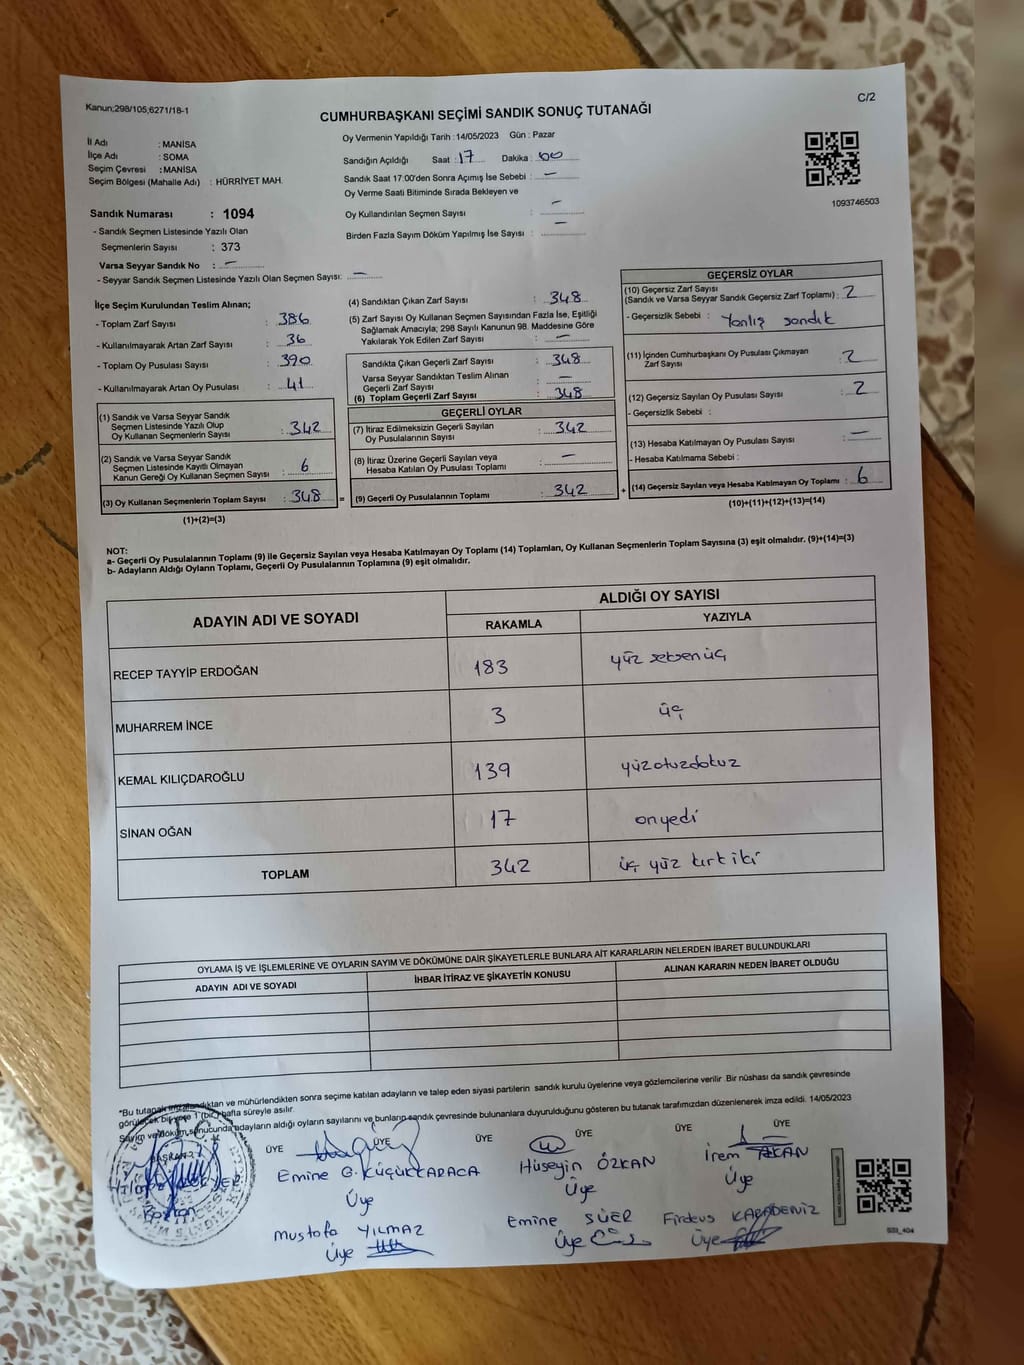 Kanun;298/105,6271/18-1
C/2
CUMHURBAŞKANI SEÇİMİ SANDIK SONUÇ TUTANAĞI
İl Adı : MANİSA
İlçe Adı : SOMA
Seçim Çevresi : MANİSA
Seçim Bölgesi (Mahalle Adı) : HÜRRİYET MAH.
Sandık Numarası : 1094
- Sandık Seçmen Listesinde Yazılı Olan
Seçmenlerin Sayısı : 373
Varsa Seyyar Sandık No : –
- Seyyar Sandık Seçmen Listesinde Yazılı Olan Seçmen Sayısı: –
Oy Vermenin Yapıldığı Tarih : 14/05/2023 Gün : Pazar
Sandığın Açıldığı Saat : 17 Dakika : 00
Sandık Saat 17:00'den Sonra Açımış İse Sebebi : –
Oy Verme Saati Bitiminde Sırada Bekleyen ve
Oy Kullandırılan Seçmen Sayısı : –
Birden Fazla Sayım Döküm Yapılmış İse Sayısı : –
1093746503
İlçe Seçim Kurulundan Teslim Alınan;
- Toplam Zarf Sayısı : 386
- Kullanılmayarak Artan Zarf Sayısı : 36
- Toplam Oy Pusulası Sayısı : 390
- Kullanılmayarak Artan Oy Pusulası : 41
(1) Sandık ve Varsa Seyyar Sandık
Seçmen Listesinde Yazılı Olup
Oy Kullanan Seçmenlerin Sayısı : 342
(2) Sandık ve Varsa Seyyar Sandık
Seçmen Listesinde Kayıtlı Olmayan
Kanun Gereği Oy Kullanan Seçmen Sayısı : 6
(3) Oy Kullanan Seçmenlerin Toplam Sayısı : 348 =
(1)+(2)=(3)
(4) Sandıktan Çıkan Zarf Sayısı : 348
(5) Zarf Sayısı Oy Kullanan Seçmen Sayısından Fazla İse, Eşitliği
Sağlamak Amacıyla; 298 Sayılı Kanunun 98. Maddesine Göre
Yakılarak Yok Edilen Zarf Sayısı : –
Sandıkta Çıkan Geçerli Zarf Sayısı : 348
Varsa Seyyar Sandıktan Teslim Alınan
Geçerli Zarf Sayısı : –
(6) Toplam Geçerli Zarf Sayısı : 348
GEÇERLİ OYLAR
(7) İtiraz Edilmeksizin Geçerli Sayılan
Oy Pusulalarının Sayısı : 342
(8) İtiraz Üzerine Geçerli Sayılan veya
Hesaba Katılan Oy Pusulası Toplamı : –
(9) Geçerli Oy Pusulalarının Toplamı : 342 +
GEÇERSİZ OYLAR
(10) Geçersiz Zarf Sayısı
(Sandık ve Varsa Seyyar Sandık Geçersiz Zarf Toplamı) : 2
- Geçersizlik Sebebi : Yanlış sandık
(11) İçinden Cumhurbaşkanı Oy Pusulası Çıkmayan
Zarf Sayısı : 2
(12) Geçersiz Sayılan Oy Pusulası Sayısı : 2
- Geçersizlik Sebebi :
(13) Hesaba Katılmayan Oy Pusulası Sayısı : –
- Hesaba Katılmama Sebebi :
(14) Geçersiz Sayılan veya Hesaba Katılmayan Oy Toplamı : 6
(10)+(11)+(12)+(13)=(14)
NOT:
a- Geçerli Oy Pusulalarının Toplamı (9) ile Geçersiz Sayılan veya Hesaba Katılmayan Oy Toplamı (14) Toplamları, Oy Kullanan Seçmenlerin Toplam Sayısına (3) eşit olmalıdır. (9)+(14)=(3)
b- Adayların Aldığı Oyların Toplamı, Geçerli Oy Pusulalarının Toplamına (9) eşit olmalıdır.
ADAYIN ADI VE SOYADI
ALDIĞI OY SAYISI
RAKAMLA YAZIYLA
RECEP TAYYİP ERDOĞAN 183 yüz seksenüç
MUHARREM İNCE 3 üç
KEMAL KILIÇDAROĞLU 139 yüzotuzdokuz
SİNAN OĞAN 17 onyedi
TOPLAM 342 üç yüz kırk iki
OYLAMA İŞ VE İŞLEMLERİNE VE OYLARIN SAYIM VE DÖKÜMÜNE DAİR ŞİKAYETLERLE BUNLARA AİT KARARLARIN NELERDEN İBARET BULUNDUKLARI
ADAYIN ADI VE SOYADI İHBAR İTİRAZ VE ŞİKAYETİN KONUSU ALINAN KARARIN NEDEN İBARET OLDUĞU
*Bu tutanak imzalandıktan ve mühürlendikten sonra seçime katılan adayların ve talep eden siyasi partilerin sandık kurulu üyelerine veya gözlemcilerine verilir. Bir nüshası da sandık çevresinde
görülecek bir yere 1 (bir) hafta süreyle asılır.
Sayım ve döküm sonucunda adayların aldığı oyların sayılarını ve bunların sandık çevresinde bulunanlara duyurulduğunu gösteren bu tutanak tarafımızdan düzenlenerek imza edildi. 14/05/2023
BAŞKAN ÜYE ÜYE ÜYE ÜYE ÜYE ÜYE
Emine G. KÜÇÜKKARACA
Üye
Hüseyin ÖZKAN
Üye
İrem AKAN
Üye
Başkan
Mustafa YILMAZ
Üye
Emine SÜER
Üye
Firdevs KARADENİZ
Üye
T.C.
SS3_404